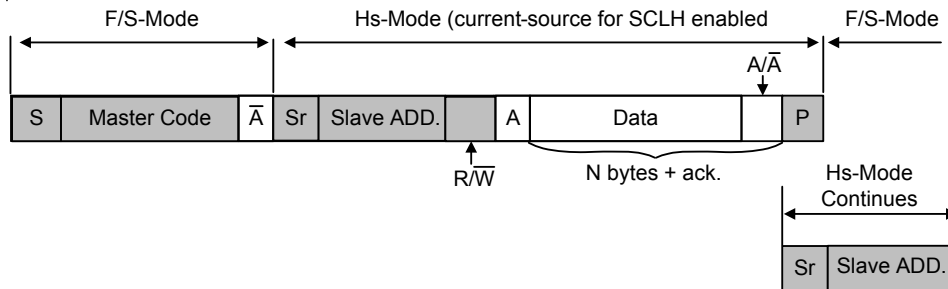 F/S-Mode Hs-Mode (current-source for SCLH enabled F/S-Mode
A/A̅
S Master Code A̅ Sr Slave ADD. A Data P
R/W̅ N bytes + ack.
Hs-Mode
Continues
Sr Slave ADD.